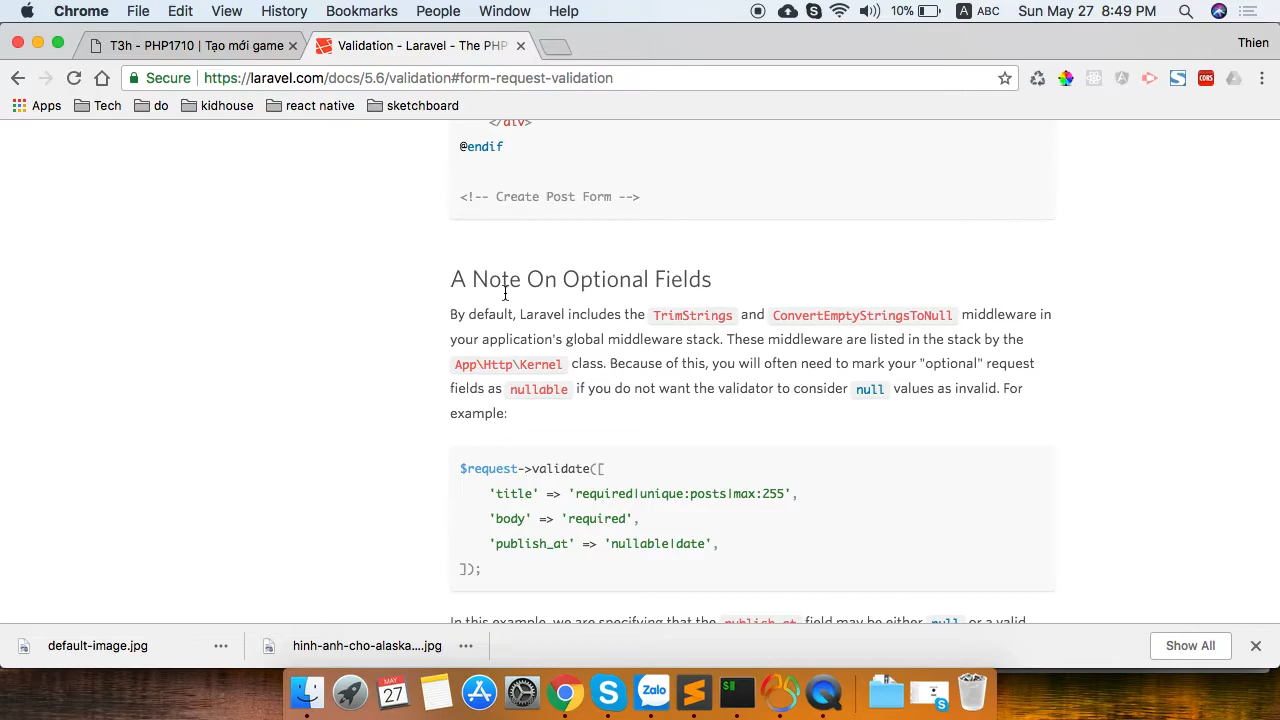 Chrome File Edit View History Bookmarks People Window Help 10% A ABC Sun May 27 8:49 PM
T3h - PHP1710 | Tạo mới game × Validation - Laravel - The PHP × Thien
Secure https://laravel.com/docs/5.6/validation#form-request-validation
Apps Tech do kidhouse react native sketchboard
</div>
@endif
<!-- Create Post Form -->
A Note On Optional Fields
By default, Laravel includes the TrimStrings and ConvertEmptyStringsToNull middleware in
your application's global middleware stack. These middleware are listed in the stack by the
App\Http\Kernel class. Because of this, you will often need to mark your "optional" request
fields as nullable if you do not want the validator to consider null values as invalid. For
example:
$request->validate([
'title' => 'required|unique:posts|max:255',
'body' => 'required',
'publish_at' => 'nullable|date',
]);
In this example, we are specifying that the publish_at field may be either null or a valid
default-image.jpg hinh-anh-cho-alaska....jpg Show All
MAY
27
Zalo